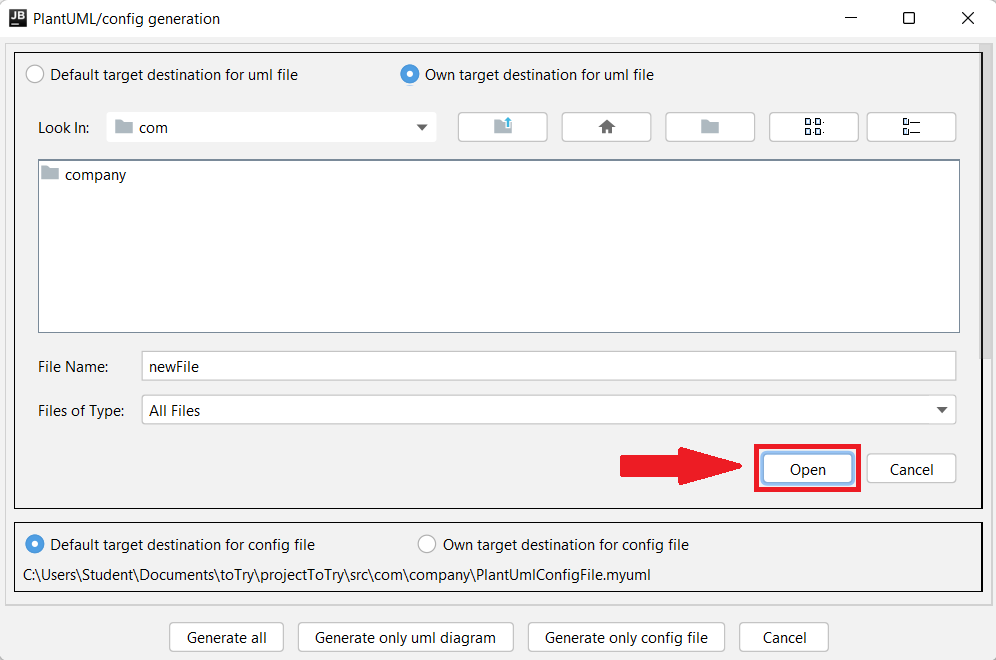 JB PlantUML/config generation
Default target destination for uml file Own target destination for uml file
Look In: com
company
File Name: newFile
Files of Type: All Files
Open Cancel
Default target destination for config file Own target destination for config file
C:\Users\Student\Documents\toTry\projectToTry\src\com\company\PlantUmlConfigFile.myuml
Generate all Generate only uml diagram Generate only config file Cancel